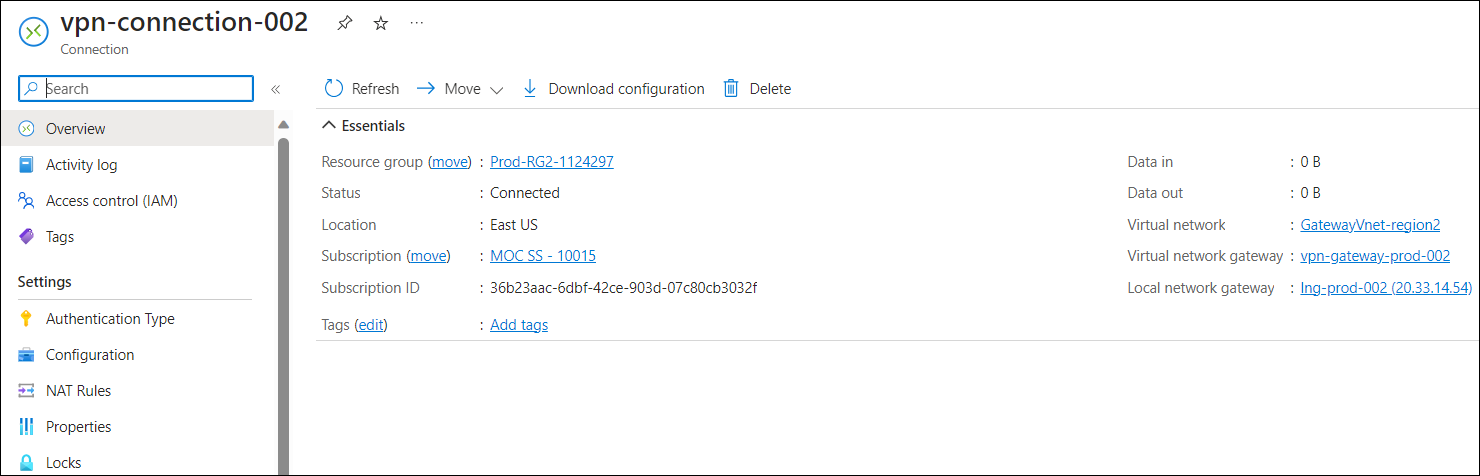 vpn-connection-002
Connection
Search
Refresh Move Download configuration Delete
Overview
Activity log
Access control (IAM)
Tags
Settings
Authentication Type
Configuration
NAT Rules
Properties
Locks
Essentials
Resource group (move) : Prod-RG2-1124297
Status : Connected
Location : East US
Subscription (move) : MOC SS - 10015
Subscription ID : 36b23aac-6dbf-42ce-903d-07c80cb3032f
Tags (edit) : Add tags
Data in : 0 B
Data out : 0 B
Virtual network : GatewayVnet-region2
Virtual network gateway : vpn-gateway-prod-002
Local network gateway : lng-prod-002 (20.33.14.54)